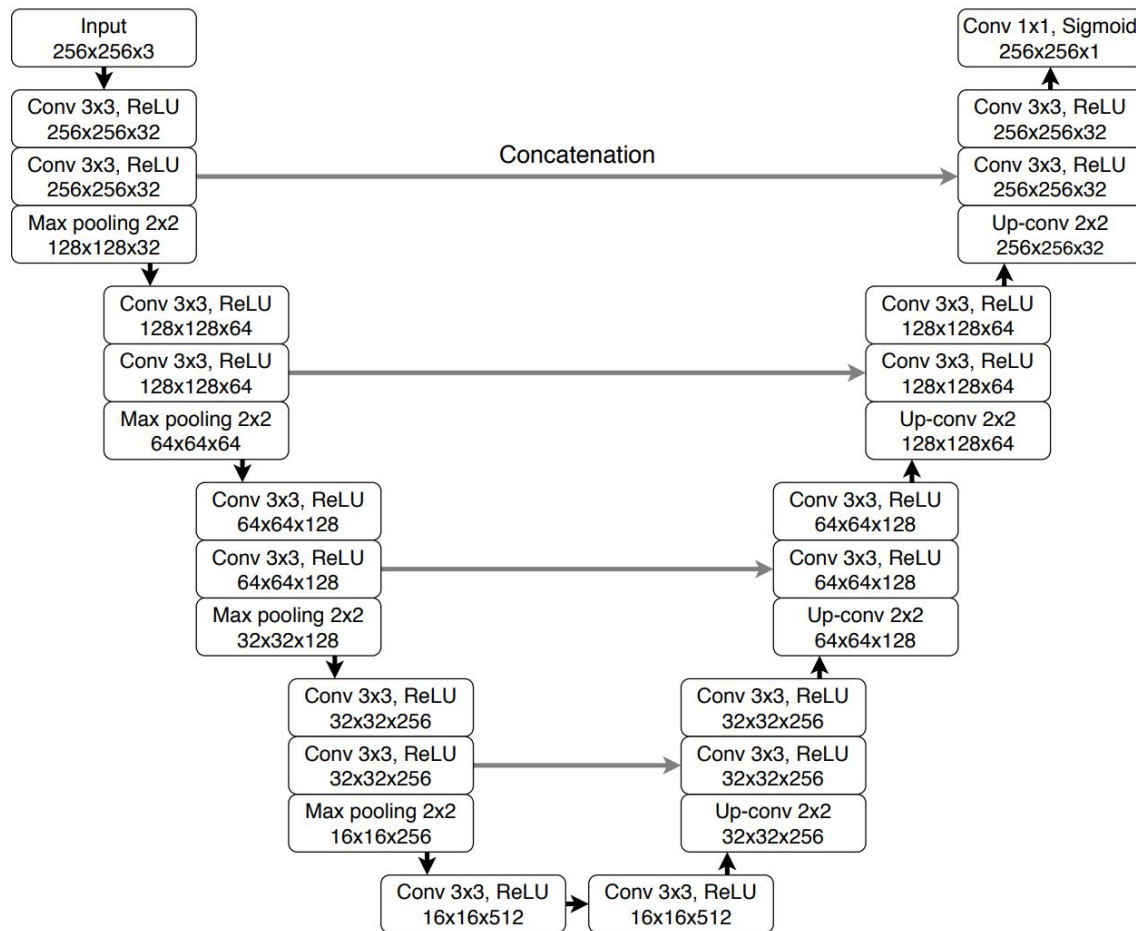 Input
256x256x3
Conv 3x3, ReLU
256x256x32
Conv 3x3, ReLU
256x256x32
Max pooling 2x2
128x128x32
Conv 3x3, ReLU
128x128x64
Conv 3x3, ReLU
128x128x64
Max pooling 2x2
64x64x64
Conv 3x3, ReLU
64x64x128
Conv 3x3, ReLU
64x64x128
Max pooling 2x2
32x32x128
Conv 3x3, ReLU
32x32x256
Conv 3x3, ReLU
32x32x256
Max pooling 2x2
16x16x256
Conv 3x3, ReLU
16x16x512
Conv 3x3, ReLU
16x16x512
Concatenation
Conv 1x1, Sigmoid
256x256x1
Conv 3x3, ReLU
256x256x32
Conv 3x3, ReLU
256x256x32
Up-conv 2x2
256x256x32
Conv 3x3, ReLU
128x128x64
Conv 3x3, ReLU
128x128x64
Up-conv 2x2
128x128x64
Conv 3x3, ReLU
64x64x128
Conv 3x3, ReLU
64x64x128
Up-conv 2x2
64x64x128
Conv 3x3, ReLU
32x32x256
Conv 3x3, ReLU
32x32x256
Up-conv 2x2
32x32x256